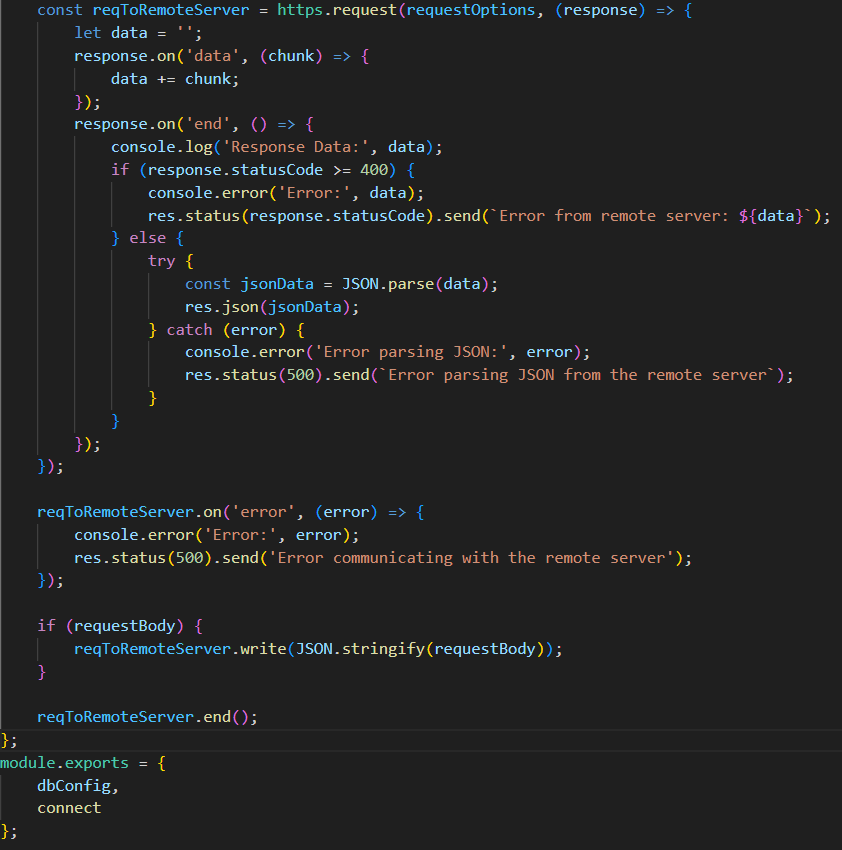 const reqToRemoteServer = https.request(requestOptions, (response) => {
let data = '';
response.on('data', (chunk) => {
data += chunk;
});
response.on('end', () => {
console.log('Response Data:', data);
if (response.statusCode >= 400) {
console.error('Error:', data);
res.status(response.statusCode).send(`Error from remote server: ${data}`);
} else {
try {
const jsonData = JSON.parse(data);
res.json(jsonData);
} catch (error) {
console.error('Error parsing JSON:', error);
res.status(500).send(`Error parsing JSON from the remote server`);
}
}
});
});
reqToRemoteServer.on('error', (error) => {
console.error('Error:', error);
res.status(500).send('Error communicating with the remote server');
});
if (requestBody) {
reqToRemoteServer.write(JSON.stringify(requestBody));
}
reqToRemoteServer.end();
};
module.exports = {
dbConfig,
connect
};